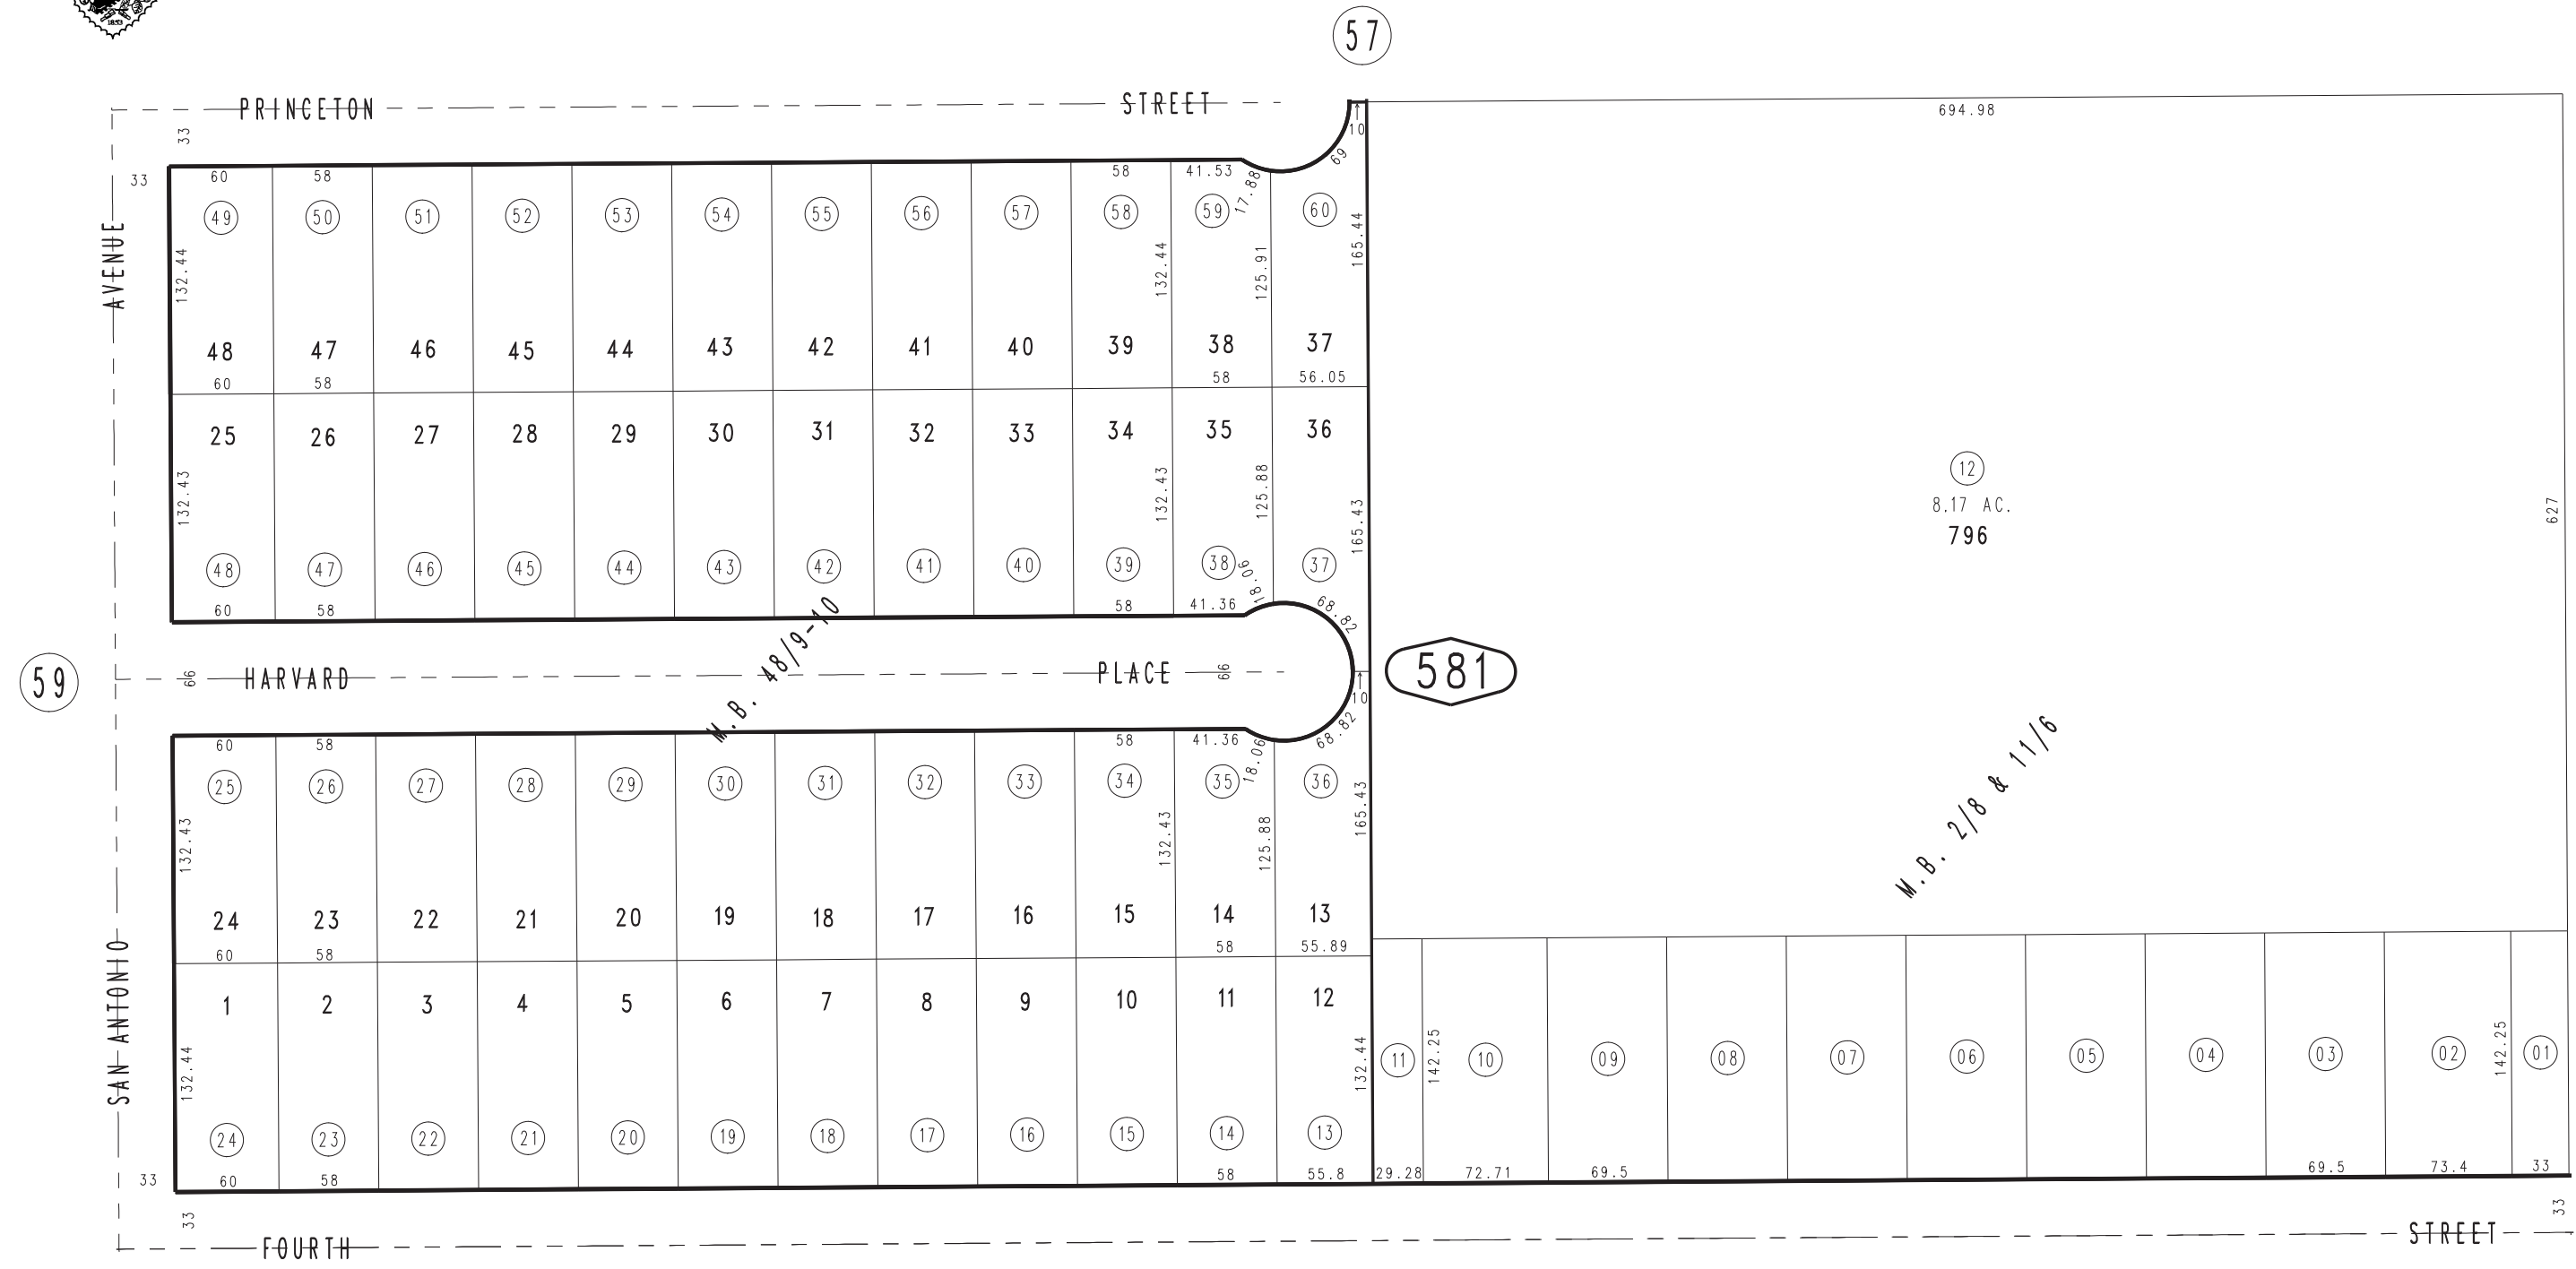 1853
57
PRINCETON STREET
694.98
33
10
69
33
60 58 58 41.53
17.88
49 50 51 52 53 54 55 56 57 58 59 60
AVENUE
132.44 132.44 125.91 165.44
48 47 46 45 44 43 42 41 40 39 38 37
60 58 58 56.05
25 26 27 28 29 30 31 32 33 34 35 36
12
8.17 AC.
796
627
132.43 132.43 125.88 165.43
48 47 46 45 44 43 42 41 40 39 38 37
18.06
60 58 58 41.36
68.82
M.B. 48/9-10
59
66
HARVARD PLACE
66
10
581
60 58 58 41.36
18.06
68.82
25 26 27 28 29 30 31 32 33 34 35 36
M.B. 2/8 & 11/6
132.43 132.43 125.88 165.43
24 23 22 21 20 19 18 17 16 15 14 13
60 58 58 55.89
SAN ANTONIO
1 2 3 4 5 6 7 8 9 10 11 12
132.44 132.44 142.25 142.25
11 10 09 08 07 06 05 04 03 02 01
24 23 22 21 20 19 18 17 16 15 14 13
33
60 58 58 55.8 29.28 72.71 69.5 69.5 73.4 33
33
33
FOURTH STREET